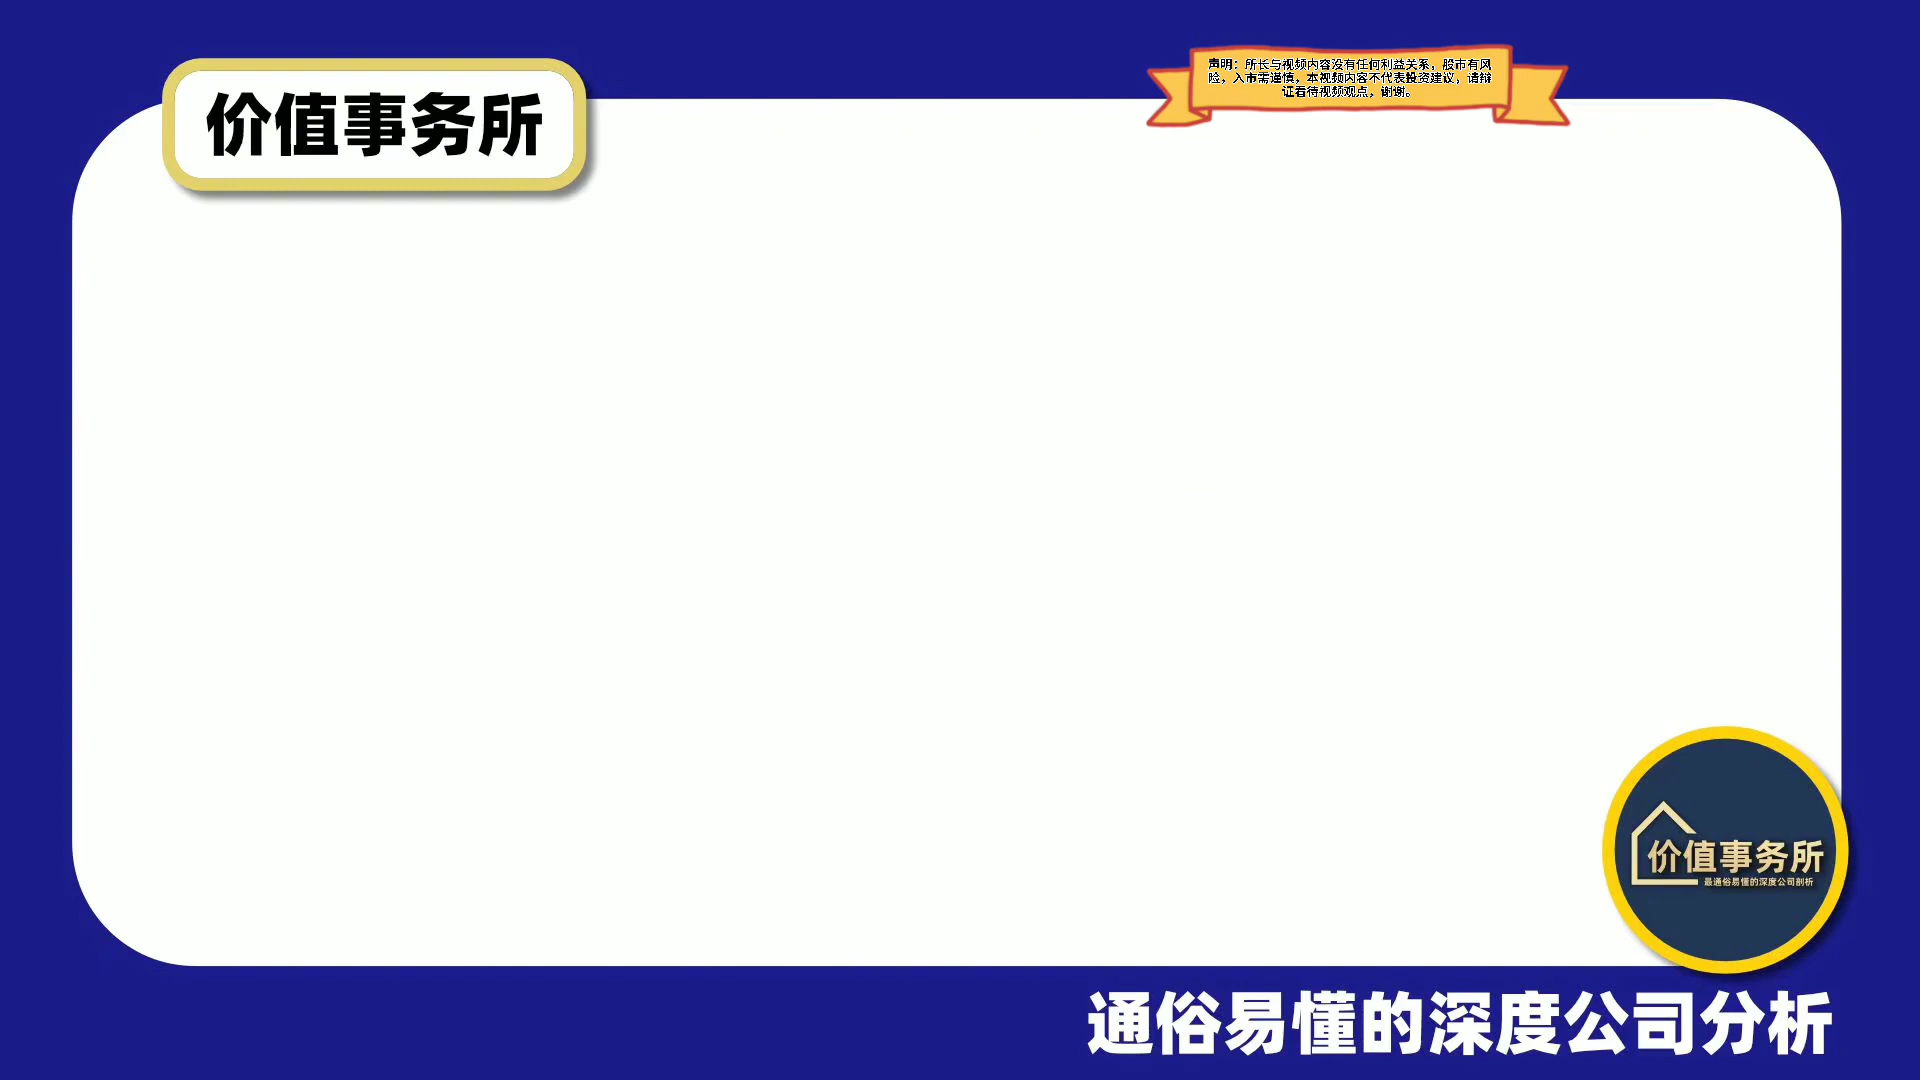 价值事务所
声明：所长与视频内容没有任何利益关系，股市有风
险，入市需谨慎，本视频内容不代表投资建议，请辩
证看待视频观点，谢谢。
价值事务所
最通俗易懂的深度公司剖析
通俗易懂的深度公司分析